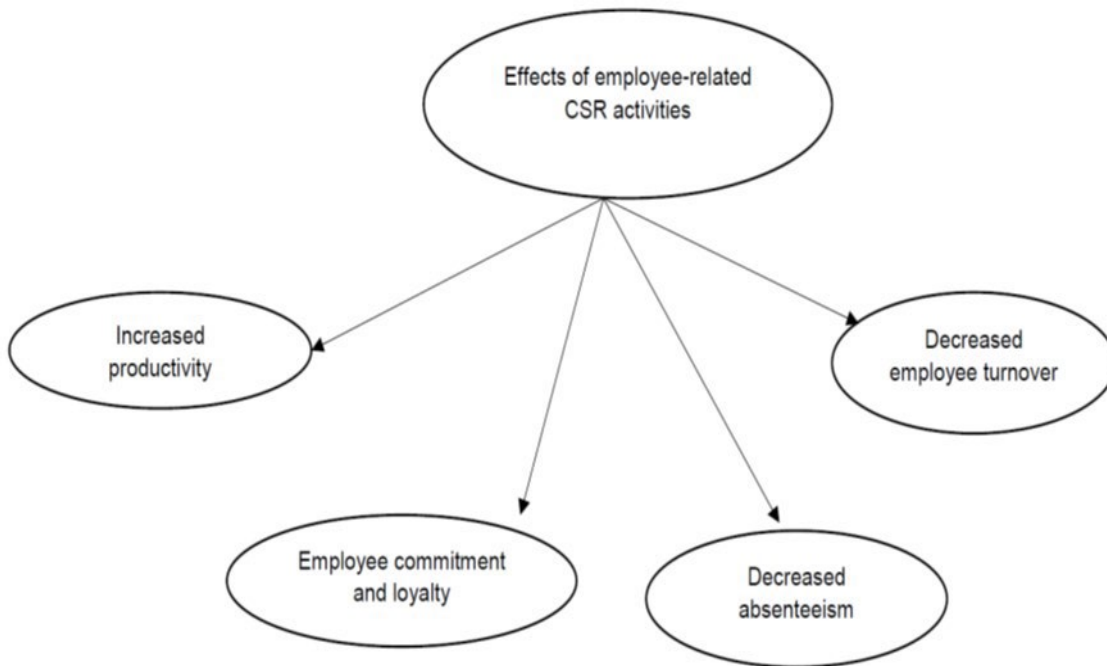 Effects of employee-related
CSR activities
Increased
productivity
Decreased
employee turnover
Employee commitment
and loyalty
Decreased
absenteeism